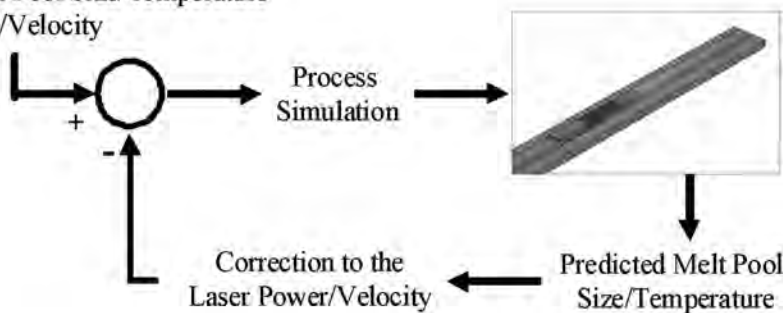 /Velocity
+
-
Process
Simulation
Correction to the
Laser Power/Velocity
Predicted Melt Pool
Size/Temperature